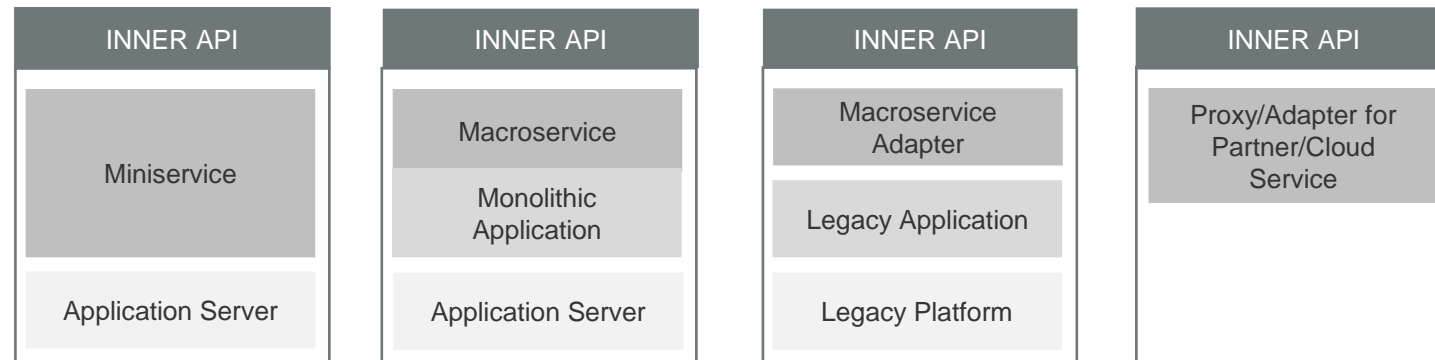 INNER API
Miniservice
Application Server
INNER API
Macroservice
Monolithic
Application
Application Server
INNER API
Macroservice
Adapter
Legacy Application
Legacy Platform
INNER API
Proxy/Adapter for
Partner/Cloud
Service